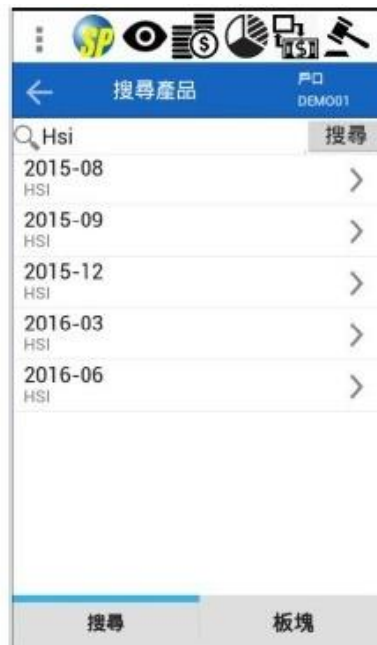 SP
$
$
搜尋產品
戶口
DEMO01
Hsi
搜尋
2015-08
HSI
2015-09
HSI
2015-12
HSI
2016-03
HSI
2016-06
HSI
搜尋
板塊